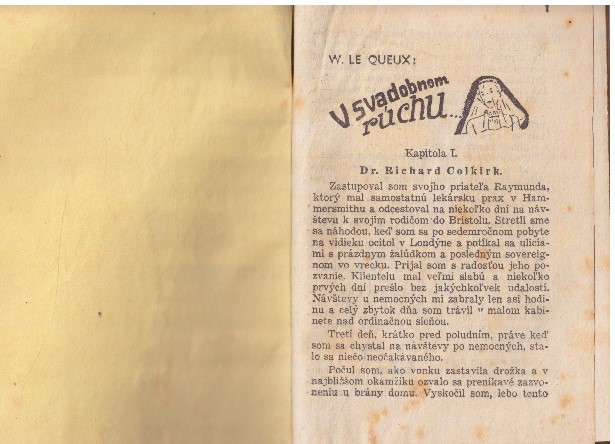 W. LE QUEUX:
V svadobnom
rúchu...
Kapitola I.
Dr. Richard Colkirk.
Zastupoval som svojho priateľa Raymunda,
ktorý mal samostatnú lekársku prax v Ham-
mersmithu a odcestoval na niekoľko dní na náv-
števu k svojim rodičom do Bristolu. Stretli sme
sa náhodou, keď som sa po sedemročnom pobyte
na vidieku ocitol v Londýne a potĺkal sa ulicia-
mi s prázdnym žalúdkom a posledným sovereig-
nom vo vrecku. Prijal som s radosťou jeho po-
zvanie. Klientelu mal veľmi slabú a niekoľko
prvých dní prešlo bez jakýchkoľvek udalostí.
Návštevy u nemocných mi zabraly len asi hodi-
nu a celý zbytok dňa som trávil v malom kabi-
nete nad ordinačnou sieňou.
Tretí deň, krátko pred poludním, práve keď
som sa chystal na návštevy po nemocných, sta-
lo sa niečo neočakávaného.
Počul som, ako vonku zastavila drožka a v
najbližšom okamžiku ozvalo sa prenikavé zazvo-
neniu u brány domu. Vyskočil som, lebo tento